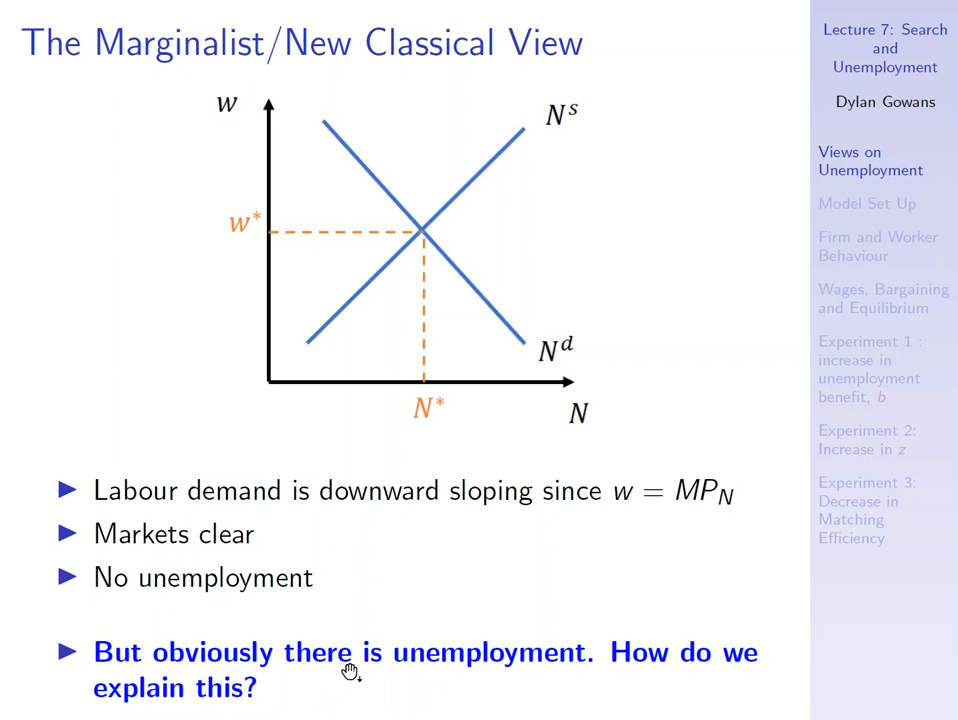 The Marginalist/New Classical View
w
N^s
w*
N^d
N*
N
▶ Labour demand is downward sloping since w = MP_N
▶ Markets clear
▶ No unemployment
▶ But obviously there is unemployment. How do we
explain this?
Lecture 7: Search
and
Unemployment
Dylan Gowans
Views on
Unemployment
Model Set Up
Firm and Worker
Behaviour
Wages, Bargaining
and Equilibrium
Experiment 1 :
increase in
unemployment
benefit, b
Experiment 2:
Increase in z
Experiment 3:
Decrease in
Matching
Efficiency